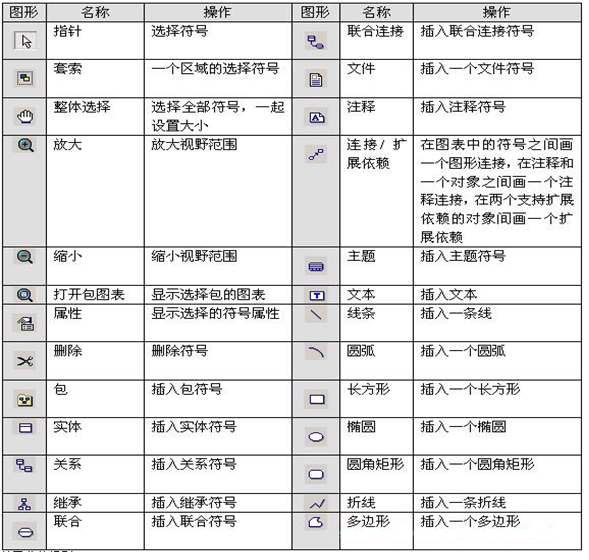 图形 名称 操作 图形 名称 操作
指针 选择符号 联合连接 插入联合连接符号
套索 一个区域的选择符号 文件 插入一个文件符号
整体选择 选择全部符号，一起 注释 插入注释符号
设置大小
放大 放大视野范围 连接/ 扩 在图表中的符号之间画
展依赖 一个图形连接，在注释和
一个对象之间画一个注
释连接，在两个支持扩展
依赖的对象间画一个扩
展依赖
缩小 缩小视野范围 主题 插入主题符号
打开包图表 显示选择包的图表 文本 插入文本
属性 显示选择的符号属性 线条 插入一条线
删除 删除符号 圆弧 插入一个圆弧
包 插入包符号 长方形 插入一个长方形
实体 插入实体符号 椭圆 插入一个椭圆
关系 插入关系符号 圆角矩形 插入一个圆角矩形
继承 插入继承符号 折线 插入一条折线
联合 插入联合符号 多边形 插入一个多边形